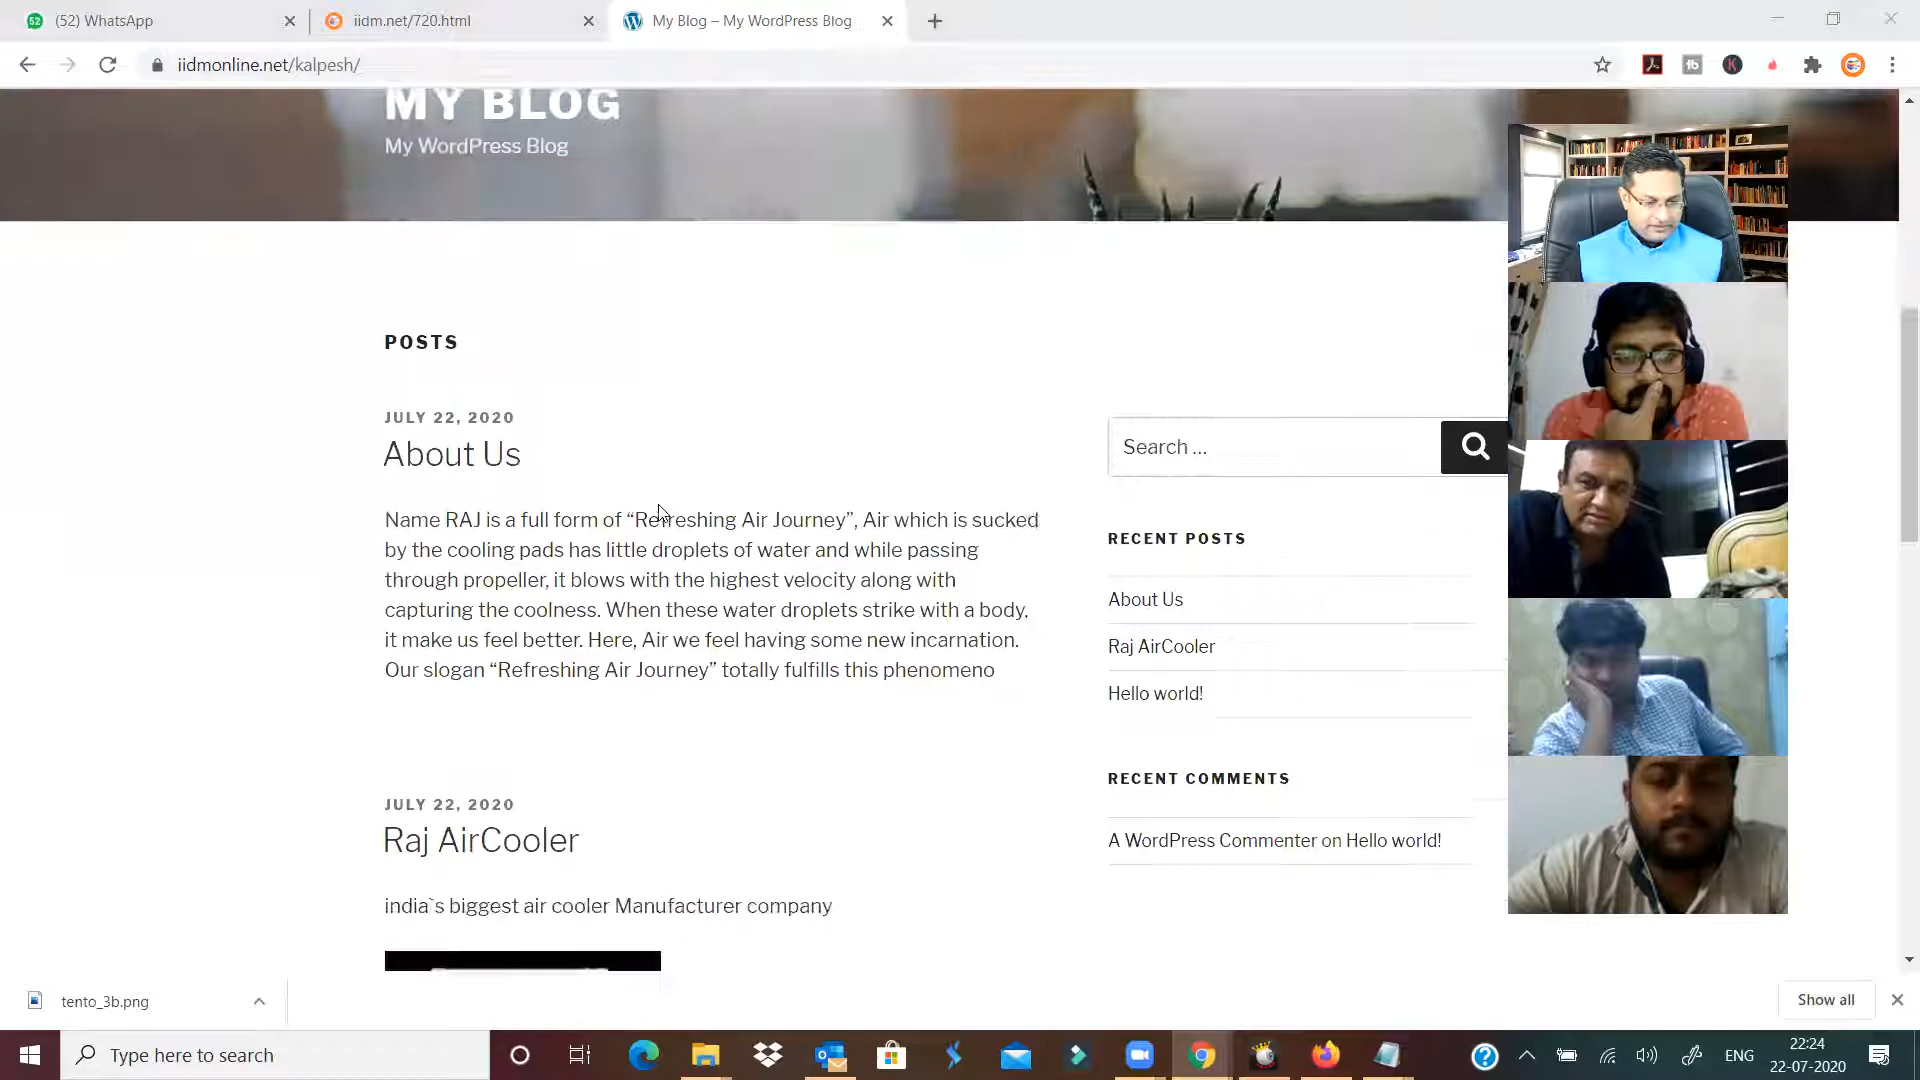 (52) WhatsApp
iidm.net/720.html
My Blog – My WordPress Blog
iidmonline.net/kalpesh/
MY BLOG
My WordPress Blog
POSTS
JULY 22, 2020
About Us
Name RAJ is a full form of “Refreshing Air Journey”, Air which is sucked
by the cooling pads has little droplets of water and while passing
through propeller, it blows with the highest velocity along with
capturing the coolness. When these water droplets strike with a body,
it make us feel better. Here, Air we feel having some new incarnation.
Our slogan “Refreshing Air Journey” totally fulfills this phenomeno
JULY 22, 2020
Raj AirCooler
india`s biggest air cooler Manufacturer company
Search …
RECENT POSTS
About Us
Raj AirCooler
Hello world!
RECENT COMMENTS
A WordPress Commenter on Hello world!
tento_3b.png
Show all
Type here to search
ENG
22:24
22-07-2020